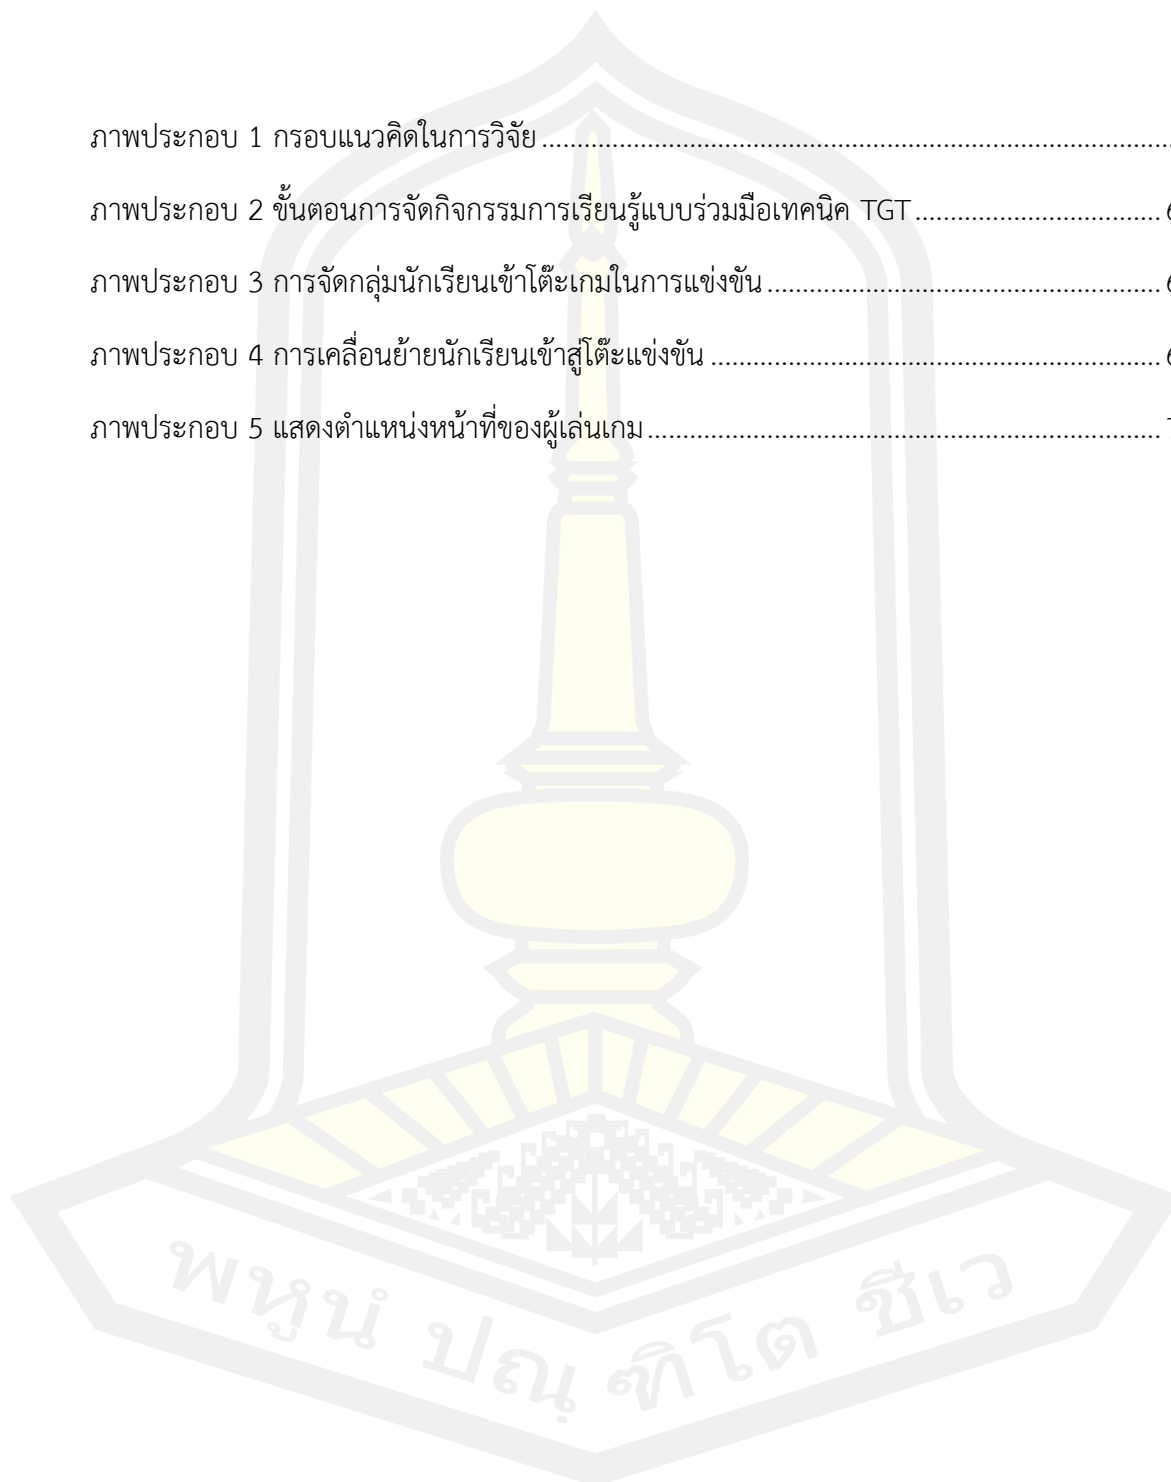 ภาพประกอบ 1 กรอบแนวคิดในการวิจัย
ภาพประกอบ 2 ขั้นตอนการจัดกิจกรรมการเรียนรู้แบบร่วมมือเทคนิค TGT
ภาพประกอบ 3 การจัดกลุ่มนักเรียนเข้าโต๊ะเกมในการแข่งขัน
ภาพประกอบ 4 การเคลื่อนย้ายนักเรียนเข้าสู่โต๊ะแข่งขัน
ภาพประกอบ 5 แสดงตำแหน่งหน้าที่ของผู้เล่นเกม
พหูนํ ปณฺ ฑิโต ชีเว